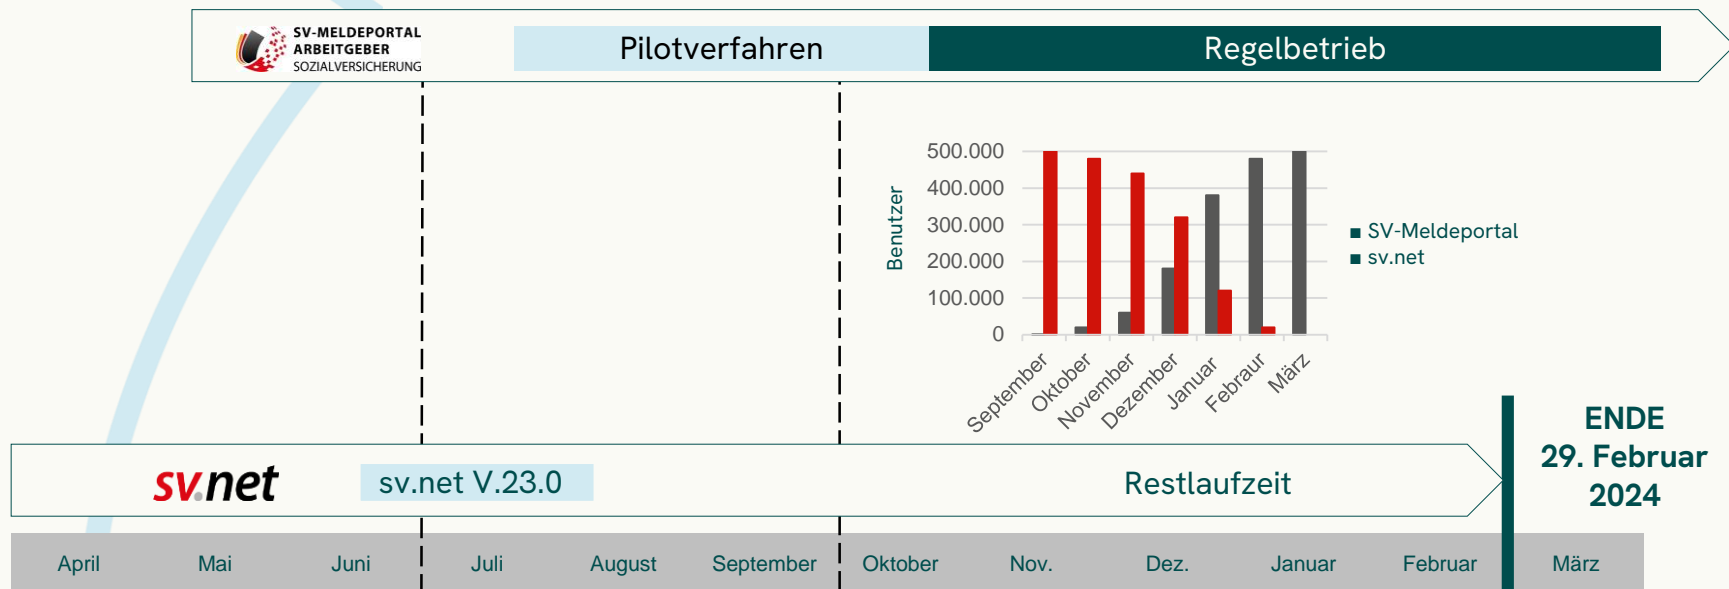 SV-MELDEPORTAL
ARBEITGEBER
SOZIALVERSICHERUNG
Pilotverfahren
Regelbetrieb
Benutzer
500.000
400.000
300.000
200.000
100.000
0
September
Oktober
November
Dezember
Januar
Febraur
März
SV-Meldeportal
sv.net
sv.net
sv.net V.23.0
Restlaufzeit
ENDE
29. Februar
2024
April Mai Juni Juli August September Oktober Nov. Dez. Januar Februar März